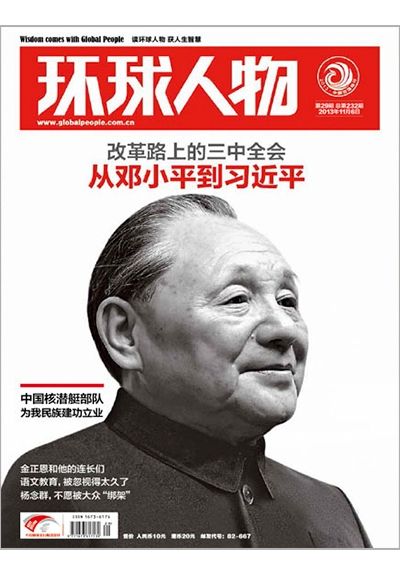 Wisdom comes with Global People 读环球人物 获人生智慧
环球人物
www.globalpeople.com.cn
第29期 总第232期
2013年11月6日
改革路上的三中全会
从邓小平到习近平
中国核潜艇部队
为我民族建功立业
金正恩和他的连长们
语文教育，被忽视得太久了
杨念群，不愿被大众“绑架”
售价 人民币10元 港币20元 邮发代号：82-667